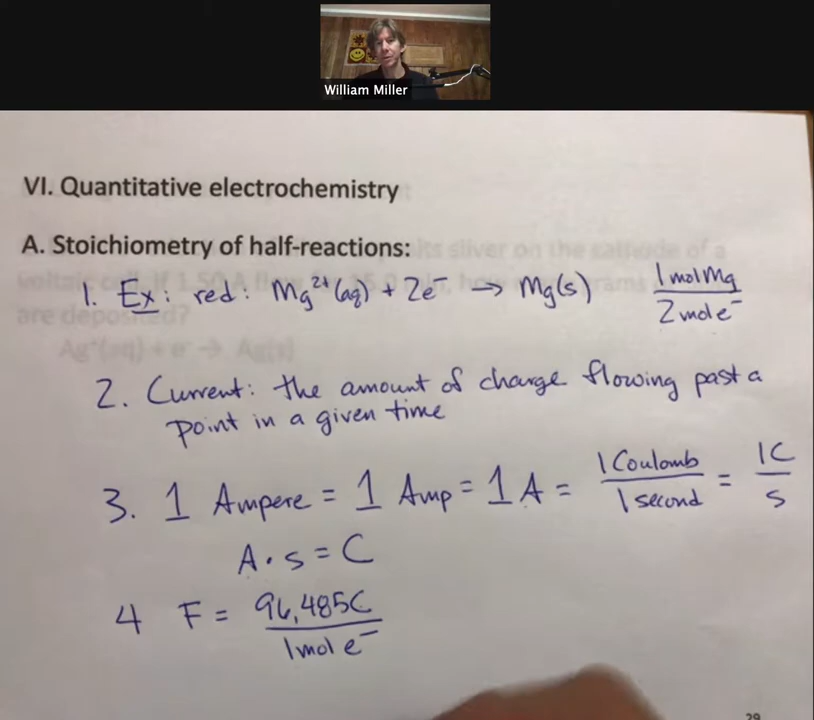 William Miller
VI. Quantitative electrochemistry
A. Stoichiometry of half-reactions:
1. Ex: red: Mg²⁺(aq) + 2e⁻ → Mg(s) 1 mol Mg / 2 mol e⁻
2. Current: the amount of charge flowing past a
point in a given time
3. 1 Ampere = 1 Amp = 1 A = 1 Coulomb / 1 second = 1C / s
A · s = C
4 F = 96,485C / 1 mol e⁻
29